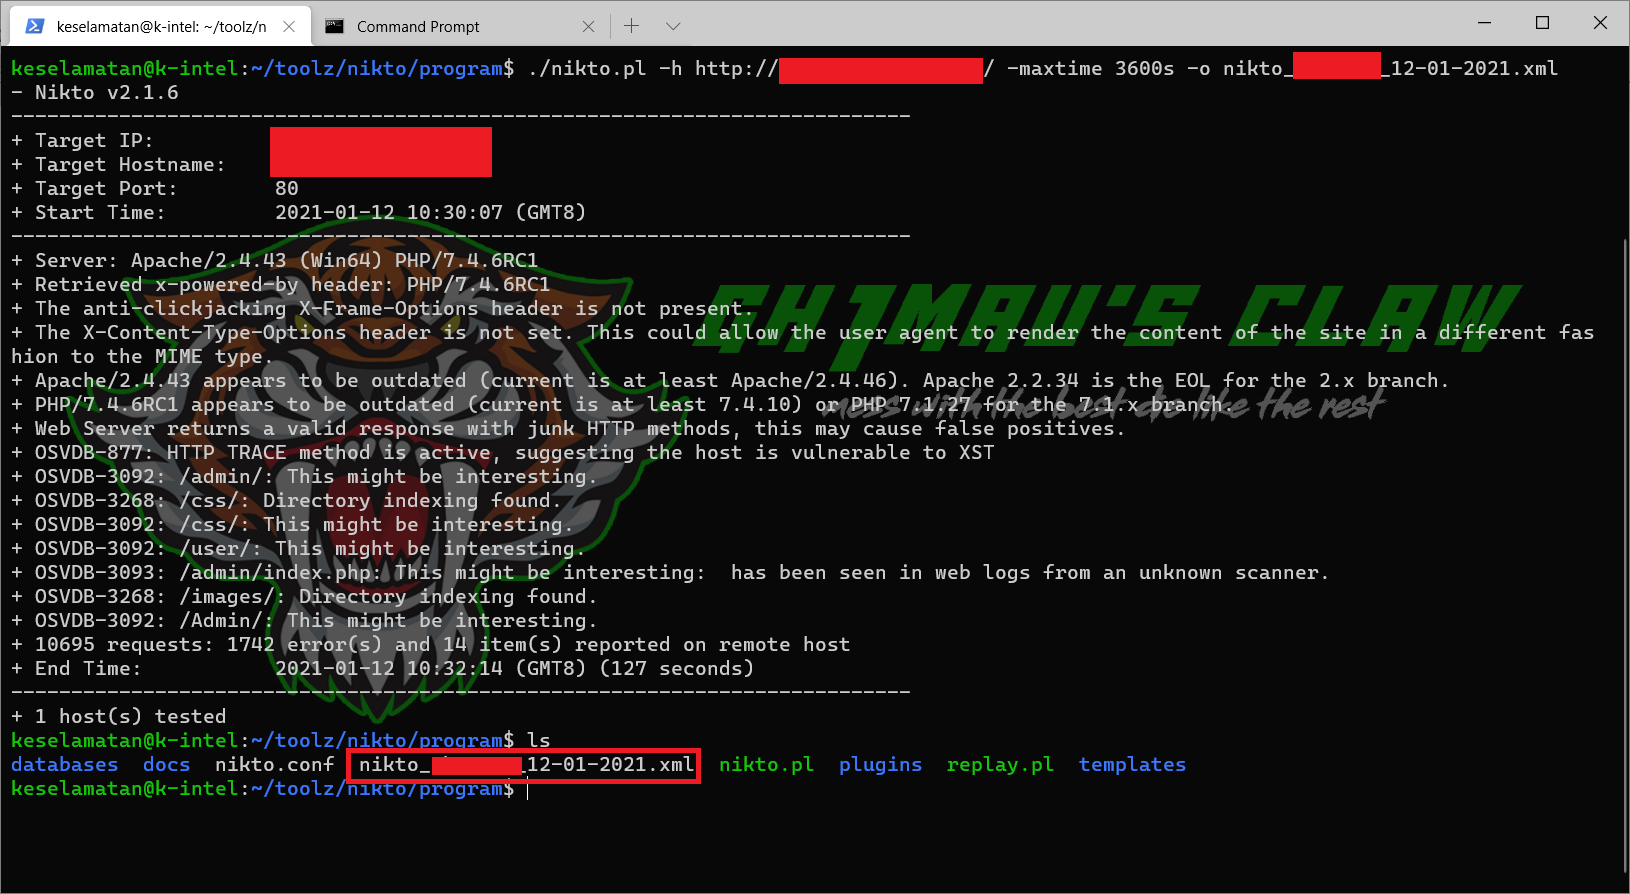 keselamatan@k-intel: ~/toolz/n
Command Prompt
keselamatan@k-intel:~/toolz/nikto/program$ ./nikto.pl -h http:// / -maxtime 3600s -o nikto_ _12-01-2021.xml
- Nikto v2.1.6
---------------------------------------------------------------------------
+ Target IP:
+ Target Hostname:
+ Target Port: 80
+ Start Time: 2021-01-12 10:30:07 (GMT8)
---------------------------------------------------------------------------
+ Server: Apache/2.4.43 (Win64) PHP/7.4.6RC1
+ Retrieved x-powered-by header: PHP/7.4.6RC1
+ The anti-clickjacking X-Frame-Options header is not present.
+ The X-Content-Type-Options header is not set. This could allow the user agent to render the content of the site in a different fas
hion to the MIME type.
+ Apache/2.4.43 appears to be outdated (current is at least Apache/2.4.46). Apache 2.2.34 is the EOL for the 2.x branch.
+ PHP/7.4.6RC1 appears to be outdated (current is at least 7.4.10) or PHP 7.1.27 for the 7.1.x branch.
+ Web Server returns a valid response with junk HTTP methods, this may cause false positives.
+ OSVDB-877: HTTP TRACE method is active, suggesting the host is vulnerable to XST
+ OSVDB-3092: /admin/: This might be interesting.
+ OSVDB-3268: /css/: Directory indexing found.
+ OSVDB-3092: /css/: This might be interesting.
+ OSVDB-3092: /user/: This might be interesting.
+ OSVDB-3093: /admin/index.php: This might be interesting:  has been seen in web logs from an unknown scanner.
+ OSVDB-3268: /images/: Directory indexing found.
+ OSVDB-3092: /Admin/: This might be interesting.
+ 10695 requests: 1742 error(s) and 14 item(s) reported on remote host
+ End Time: 2021-01-12 10:32:14 (GMT8) (127 seconds)
---------------------------------------------------------------------------
+ 1 host(s) tested
keselamatan@k-intel:~/toolz/nikto/program$ ls
databases docs nikto.conf nikto_ _12-01-2021.xml nikto.pl plugins replay.pl templates
keselamatan@k-intel:~/toolz/nikto/program$
GH1MAU'S CLAW
mess with the best die like the rest